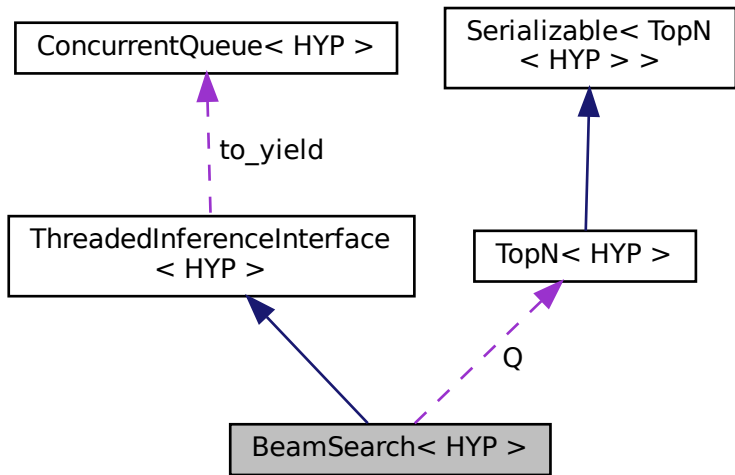 ConcurrentQueue< HYP >
Serializable< TopN
< HYP > >
to_yield
ThreadedInferenceInterface
< HYP >
TopN< HYP >
Q
BeamSearch< HYP >